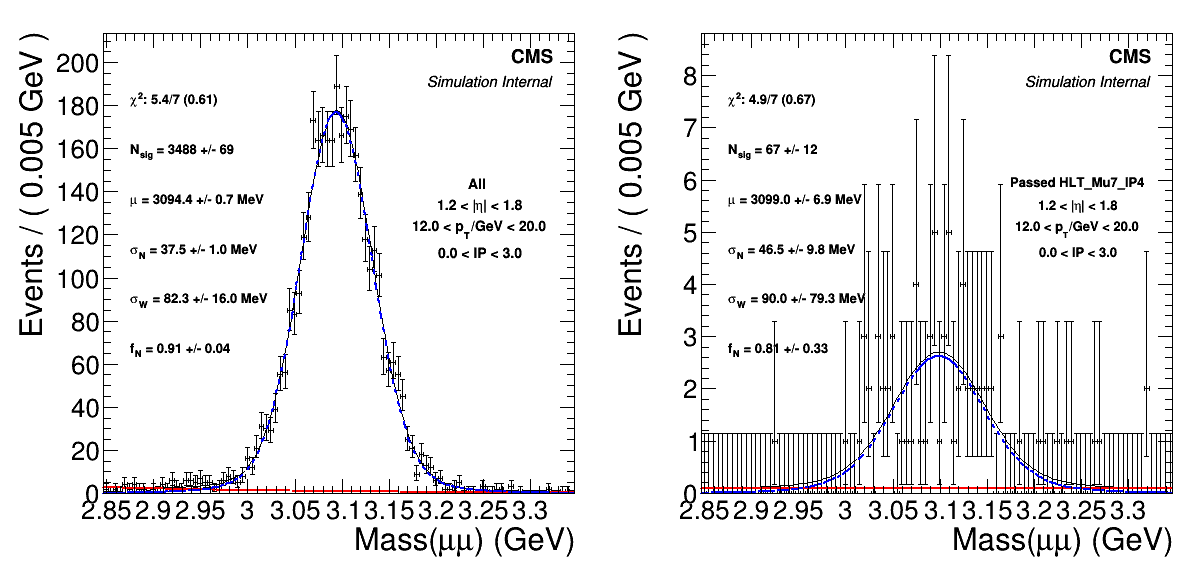 CMS
Simulation Internal
χ²: 5.4/7 (0.61)
N_sig = 3488 +/- 69
μ = 3094.4 +/- 0.7 MeV
σ_N = 37.5 +/- 1.0 MeV
σ_W = 82.3 +/- 16.0 MeV
f_N = 0.91 +/- 0.04
All
1.2 < |η| < 1.8
12.0 < p_T/GeV < 20.0
0.0 < IP < 3.0
Events / ( 0.005 GeV )
200
180
160
140
120
100
80
60
40
20
0
2.85 2.9 2.95 3 3.05 3.1 3.15 3.2 3.25 3.3
Mass(μμ) (GeV)
CMS
Simulation Internal
χ²: 4.9/7 (0.67)
N_sig = 67 +/- 12
μ = 3099.0 +/- 6.9 MeV
σ_N = 46.5 +/- 9.8 MeV
σ_W = 90.0 +/- 79.3 MeV
f_N = 0.81 +/- 0.33
Passed HLT_Mu7_IP4
1.2 < |η| < 1.8
12.0 < p_T/GeV < 20.0
0.0 < IP < 3.0
Events / ( 0.005 GeV )
8
7
6
5
4
3
2
1
0
2.85 2.9 2.95 3 3.05 3.1 3.15 3.2 3.25 3.3
Mass(μμ) (GeV)